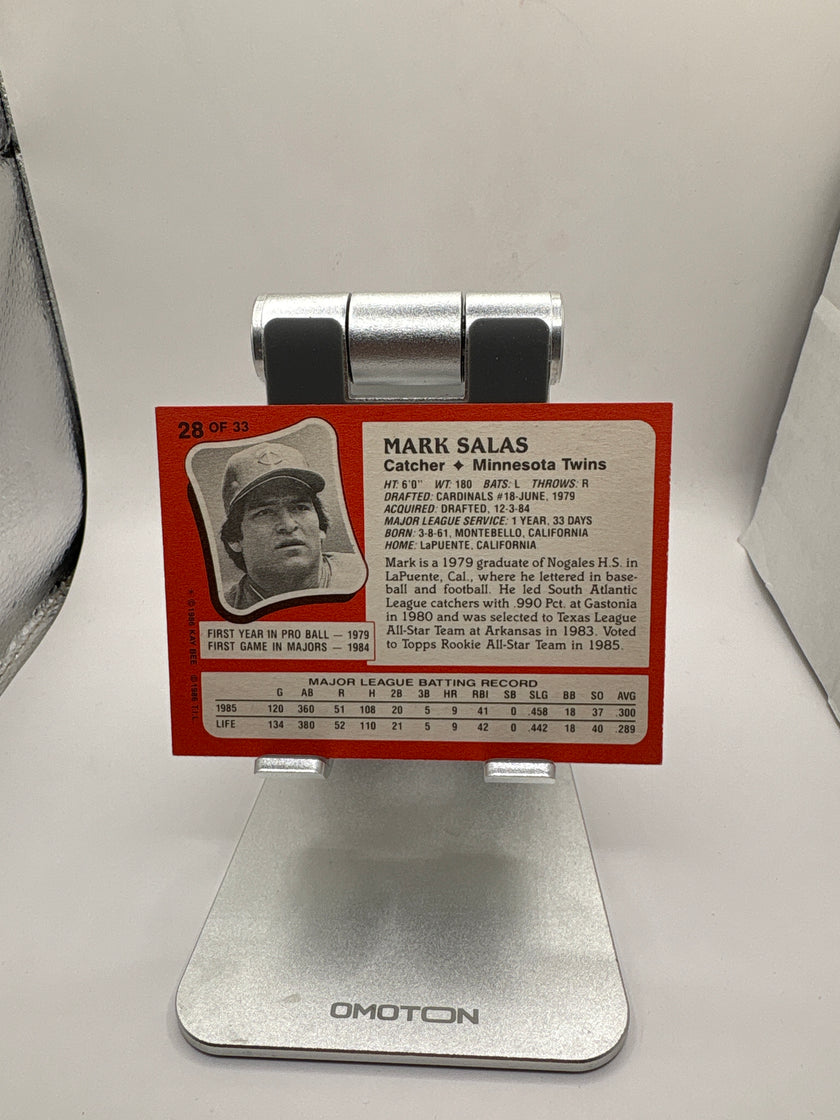 28 OF 33
MARK SALAS
Catcher ✦ Minnesota Twins
HT: 6'0" WT: 180 BATS: L THROWS: R
DRAFTED: CARDINALS #18-JUNE, 1979
ACQUIRED: DRAFTED, 12-3-84
MAJOR LEAGUE SERVICE: 1 YEAR, 33 DAYS
BORN: 3-8-61, MONTEBELLO, CALIFORNIA
HOME: LaPUENTE, CALIFORNIA
Mark is a 1979 graduate of Nogales H.S. in
LaPuente, Cal., where he lettered in base-
ball and football. He led South Atlantic
League catchers with .990 Pct. at Gastonia
in 1980 and was selected to Texas League
All-Star Team at Arkansas in 1983. Voted
to Topps Rookie All-Star Team in 1985.
FIRST YEAR IN PRO BALL — 1979
FIRST GAME IN MAJORS — 1984
* © 1986 KAY BEE © 1986 T.C.
MAJOR LEAGUE BATTING RECORD
G AB R H 2B 3B HR RBI SB SLG BB SO AVG
1985 120 360 51 108 20 5 9 41 0 .458 18 37 .300
LIFE 134 380 52 110 21 5 9 42 0 .442 18 40 .289
OMOTON